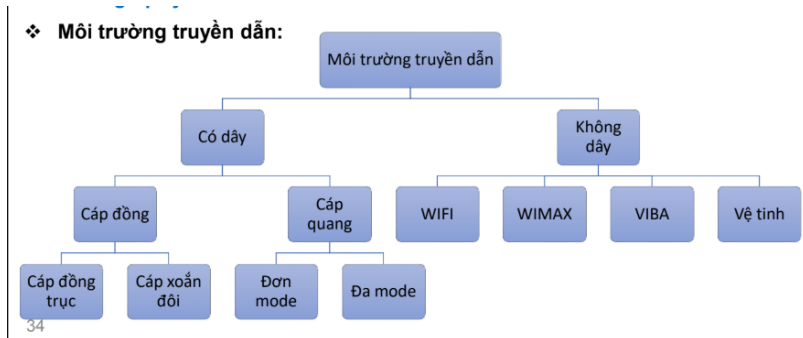 ❖ Môi trường truyền dẫn:
Môi trường truyền dẫn
Có dây
Không
dây
Cáp đồng
Cáp
quang
WIFI
WIMAX
VIBA
Vệ tinh
Cáp đồng
trục
Cáp xoắn
đôi
Đơn
mode
Đa mode
34